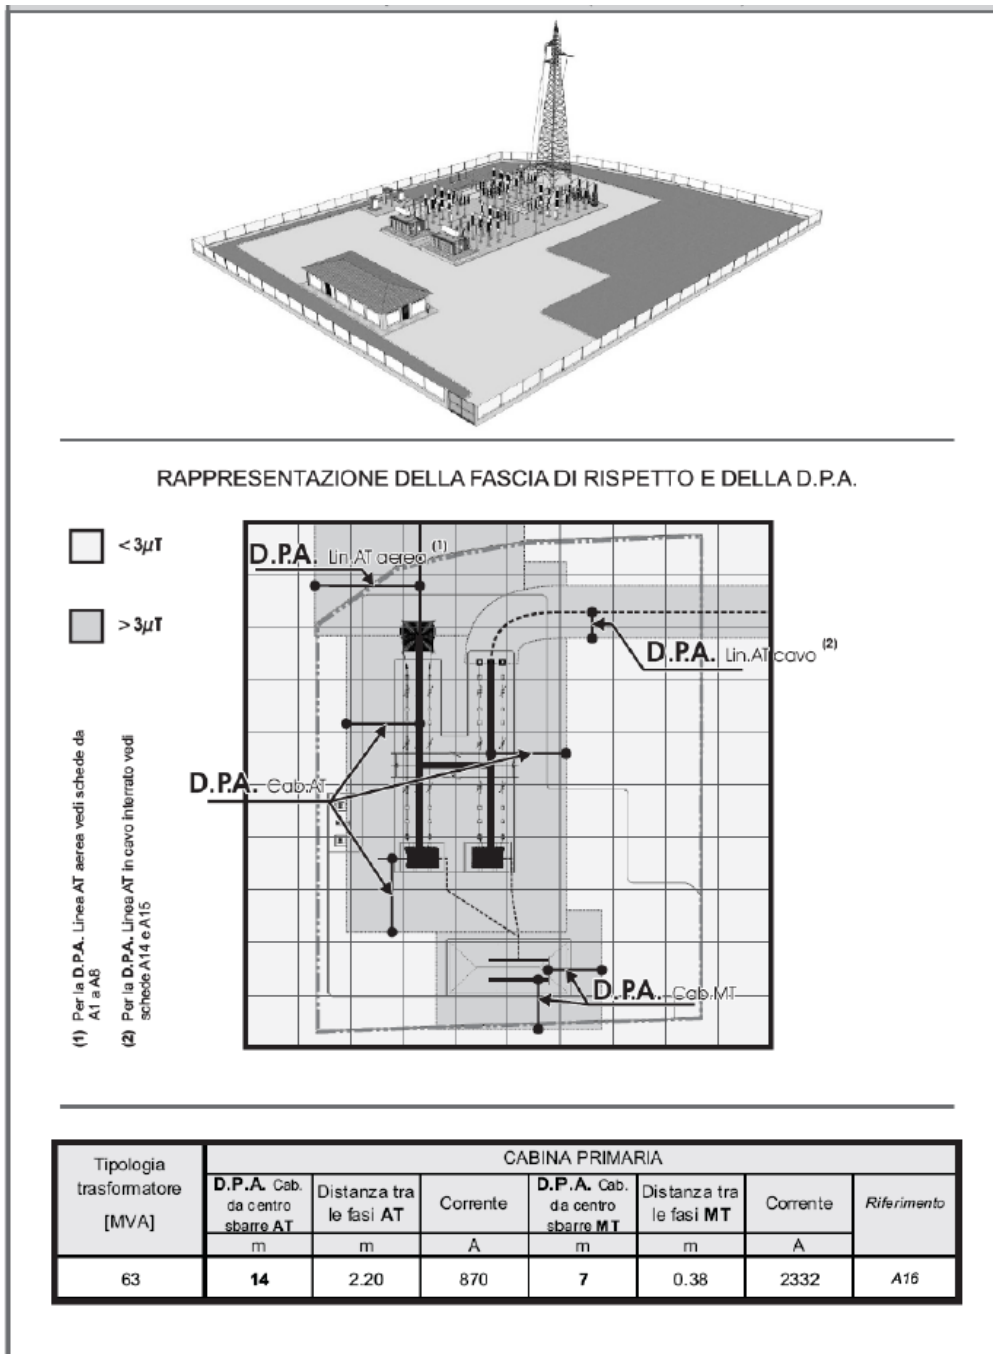 RAPPRESENTAZIONE DELLA FASCIA DI RISPETTO E DELLA D.P.A.
< 3µT
> 3µT
D.P.A. Lin.AT aerea (1)
D.P.A. Lin.AT cavo (2)
D.P.A. Cab.AT
D.P.A. Cab.MT
(1) Per la D.P.A. Linea AT aerea vedi schede da
A1 a A8
(2) Per la D.P.A. Linea AT in cavo interrato vedi
schede A14 e A15
Tipologia
trasformatore
[MVA]
CABINA PRIMARIA
D.P.A. Cab.
da centro
sbarre AT
Distanza tra
le fasi AT
Corrente
D.P.A. Cab.
da centro
sbarre MT
Distanza tra
le fasi MT
Corrente
Riferimento
m m A m m A
63 14 2.20 870 7 0.38 2332 A16